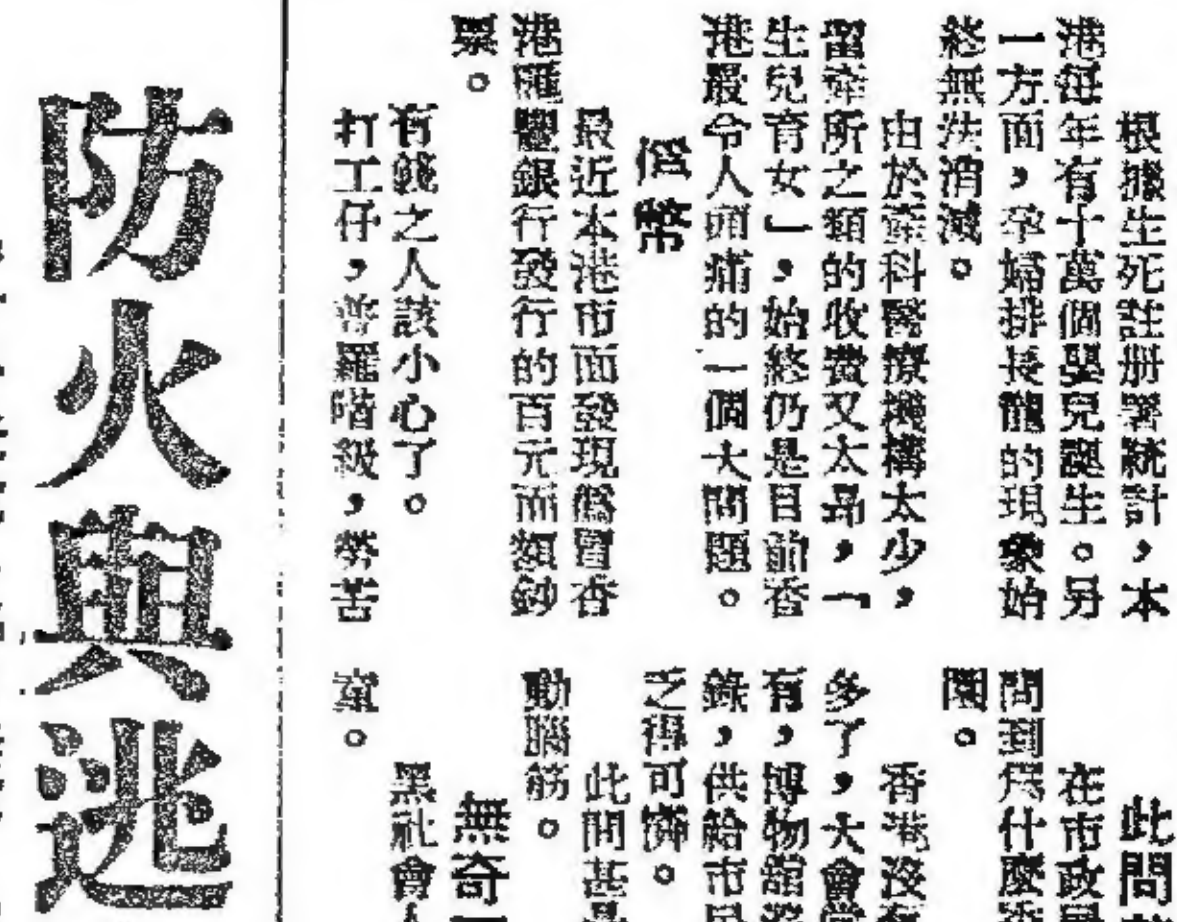 根據生死註册署統計，本
港每年有十萬個嬰兒誕生。另
一方面，孕婦排長龍的現象始
終無法消滅。
由於產科醫療機構太少，
留產所之類的收費又太昂，「
生兒育女」，始終仍是目前香
港最令人頭痛的一個大問題。
僞幣
最近本港市面發現僞冒香
港匯豐銀行發行的百元面額鈔
票。
有錢之人該小心了。
打工仔，普羅階級，勞苦
此問
在市政局
問到爲什麼
圍。
香港沒有
多了，大會堂
有，博物館
錄，供給市民
乏得可憐。
此間甚
動腦筋。
無奇
黑社會人
窠。
防火與逃